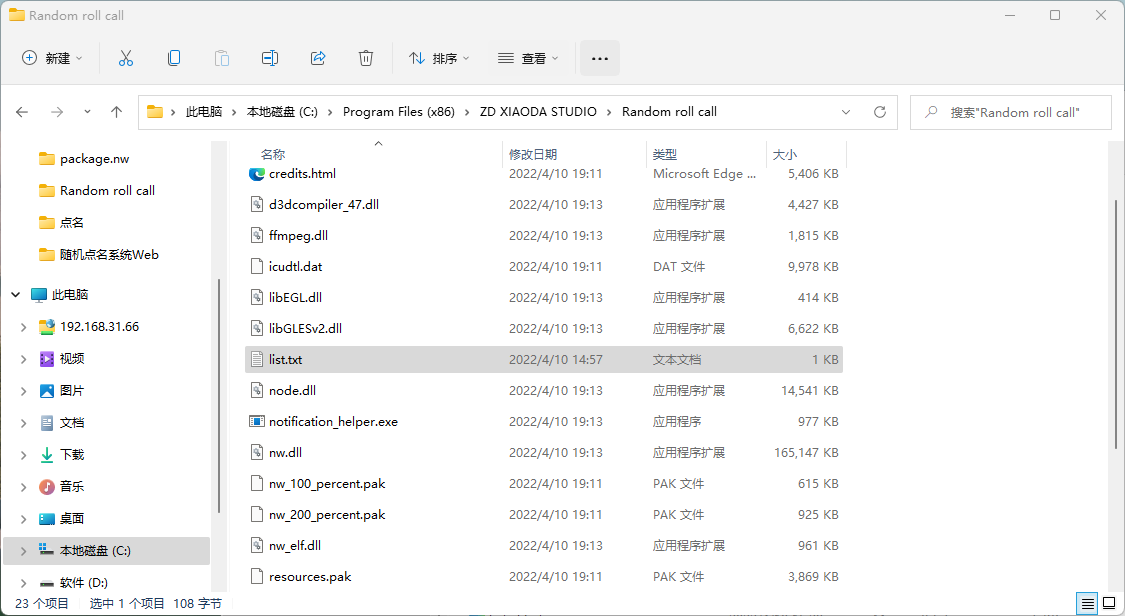 Random roll call
新建 排序 查看
此电脑 本地磁盘 (C:) Program Files (x86) ZD XIAODA STUDIO Random roll call 搜索"Random roll call"
package.nw
Random roll call
点名
随机点名系统Web
此电脑
192.168.31.66
视频
图片
文档
下载
音乐
桌面
本地磁盘 (C:)
软件 (D:)
名称 修改日期 类型 大小
credits.html 2022/4/10 19:11 Microsoft Edge ... 5,406 KB
d3dcompiler_47.dll 2022/4/10 19:13 应用程序扩展 4,427 KB
ffmpeg.dll 2022/4/10 19:13 应用程序扩展 1,815 KB
icudtl.dat 2022/4/10 19:11 DAT 文件 9,978 KB
libEGL.dll 2022/4/10 19:13 应用程序扩展 414 KB
libGLESv2.dll 2022/4/10 19:13 应用程序扩展 6,622 KB
list.txt 2022/4/10 14:57 文本文档 1 KB
node.dll 2022/4/10 19:13 应用程序扩展 14,541 KB
notification_helper.exe 2022/4/10 19:13 应用程序 977 KB
nw.dll 2022/4/10 19:13 应用程序扩展 165,147 KB
nw_100_percent.pak 2022/4/10 19:11 PAK 文件 615 KB
nw_200_percent.pak 2022/4/10 19:11 PAK 文件 925 KB
nw_elf.dll 2022/4/10 19:13 应用程序扩展 961 KB
resources.pak 2022/4/10 19:11 PAK 文件 3,869 KB
23 个项目 选中 1 个项目 108 字节